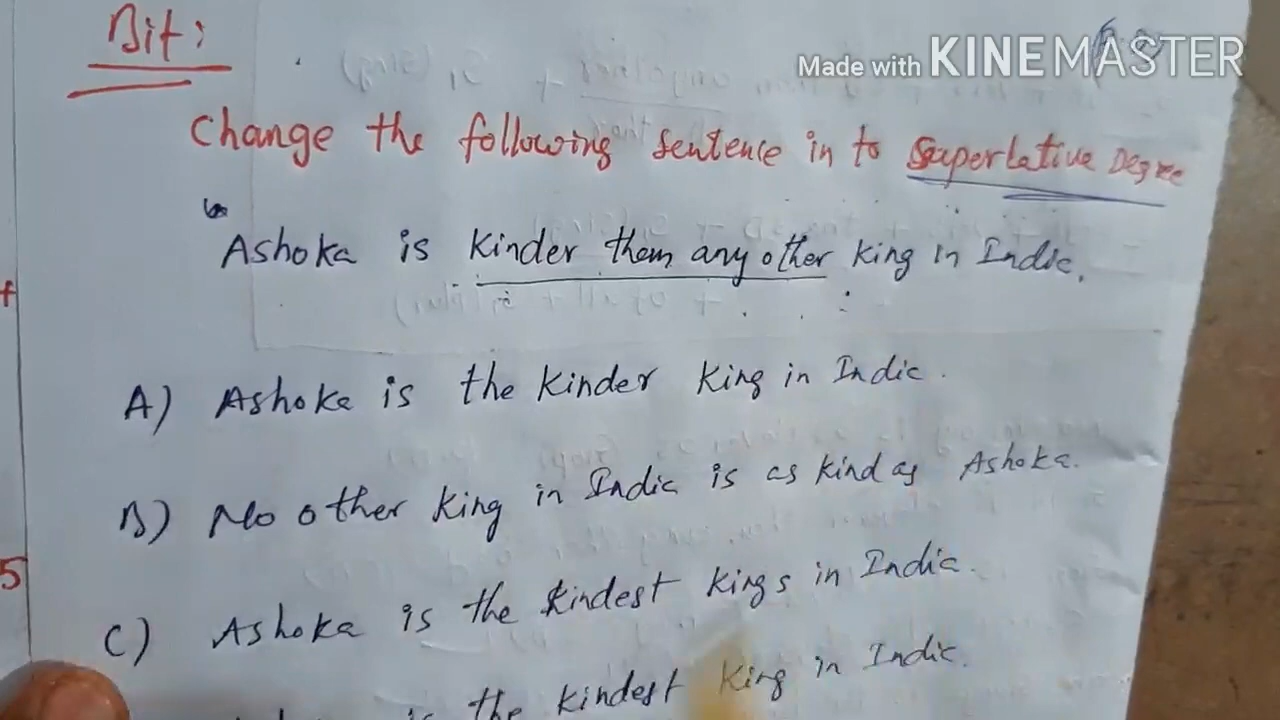 Bit:
Made with KINEMASTER
Change the following sentence in to Superlative Degree
Ashoka is kinder than any other king in India.
A) Ashoka is the kinder king in India.
B) No other king in India is as kind as Ashoka.
C) Ashoka is the kindest kings in India.
is the kindest king in India.
5